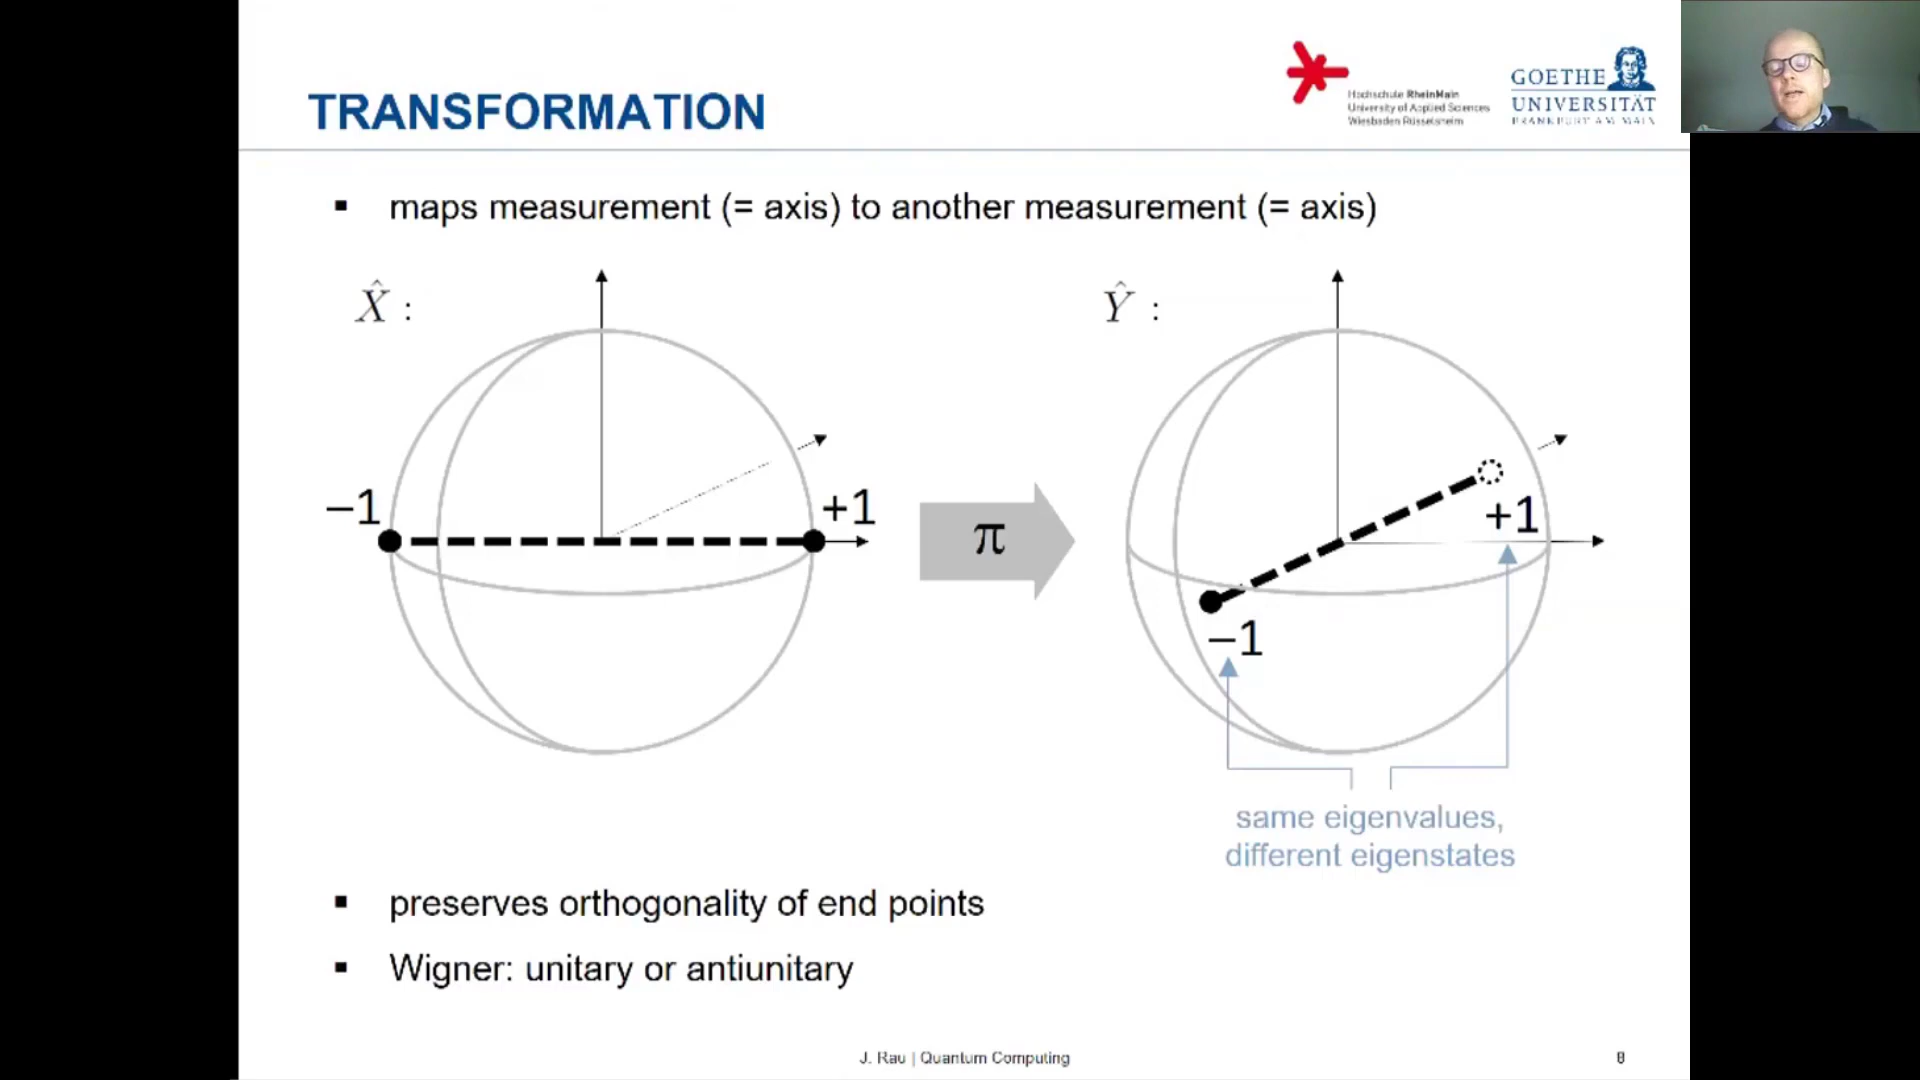 TRANSFORMATION
Hochschule RheinMain
University of Applied Sciences
Wiesbaden Rüsselsheim
GOETHE
UNIVERSITÄT
FRANKFURT AM MAIN
▪ maps measurement (= axis) to another measurement (= axis)
X̂ :
Ŷ :
−1
+1
π
+1
−1
same eigenvalues,
different eigenstates
▪ preserves orthogonality of end points
▪ Wigner: unitary or antiunitary
J. Rau | Quantum Computing
8